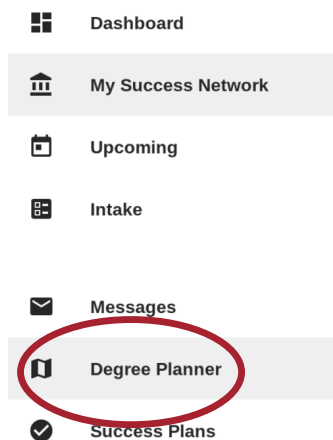 Dashboard
My Success Network
Upcoming
Intake
Messages
Degree Planner
Success Plans